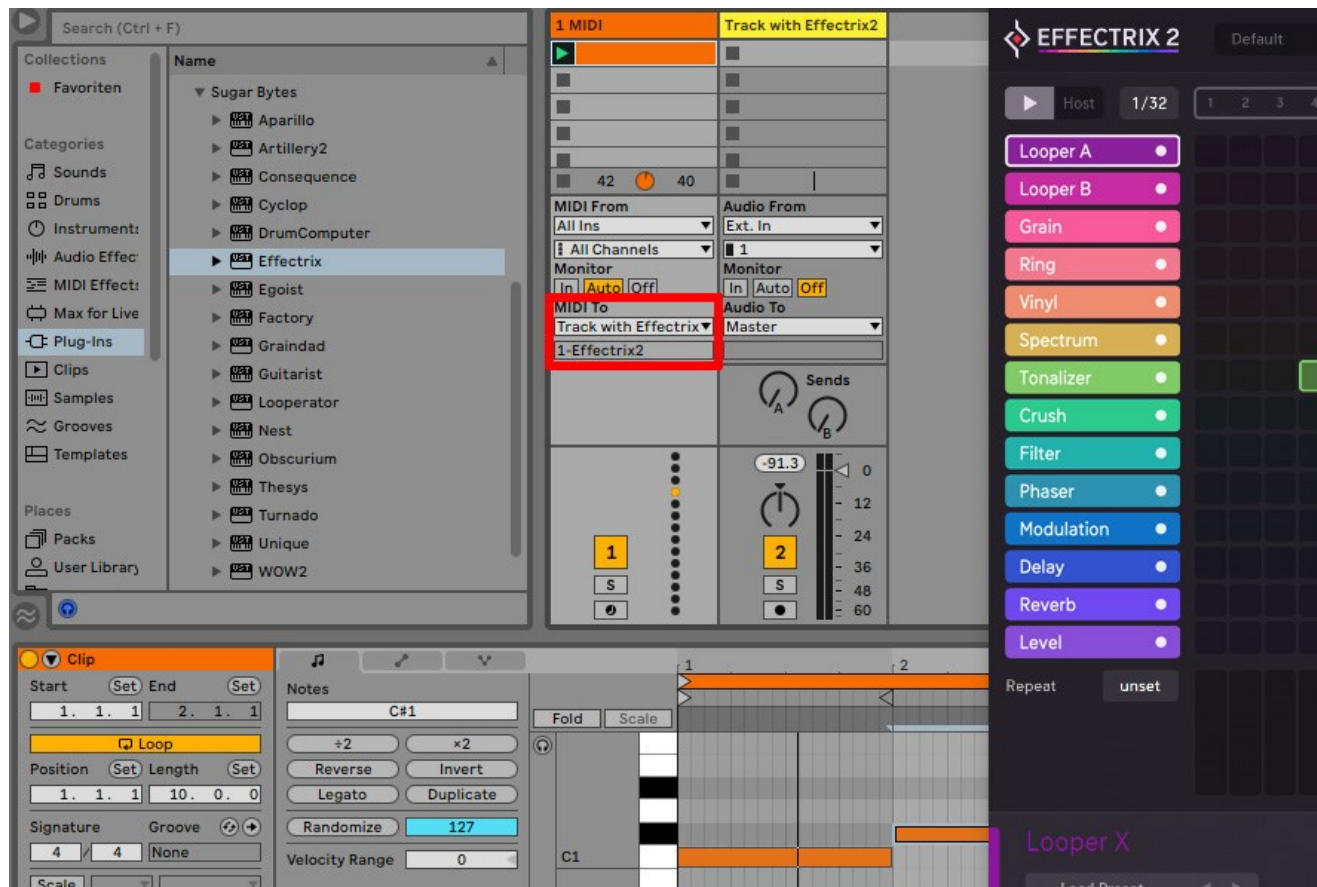 Search (Ctrl + F)
Collections
Favoriten
Categories
Sounds
Drums
Instrument:
Audio Effec
MIDI Effect:
Max for Live
Plug-Ins
Clips
Samples
Grooves
Templates
Places
Packs
User Library
Name
Sugar Bytes
Aparillo
Artillery2
Consequence
Cyclop
DrumComputer
Effectrix
Egoist
Factory
Graindad
Guitarist
Looperator
Nest
Obscurium
Thesys
Turnado
Unique
WOW2
1 MIDI
42 40
MIDI From
All Ins
All Channels
Monitor
In Auto Off
MIDI To
Track with Effectrix
1-Effectrix2
1
S
Track with Effectrix2
Audio From
Ext. In
1
Monitor
In Auto Off
Audio To
Master
Sends
A
B
-91.3
0
12
24
36
48
60
2
S
EFFECTRIX 2
Default
Host 1/32 1 2 3 4
Looper A
Looper B
Grain
Ring
Vinyl
Spectrum
Tonalizer
Crush
Filter
Phaser
Modulation
Delay
Reverb
Level
Repeat unset
Looper X
Clip
Start Set End Set
1. 1. 1 2. 1. 1
Loop
Position Set Length Set
1. 1. 1 10. 0. 0
Signature Groove
4 / 4 None
Scale
Notes
C#1
÷2 ×2
Reverse Invert
Legato Duplicate
Randomize 127
Velocity Range 0
1 2
Fold Scale
C1